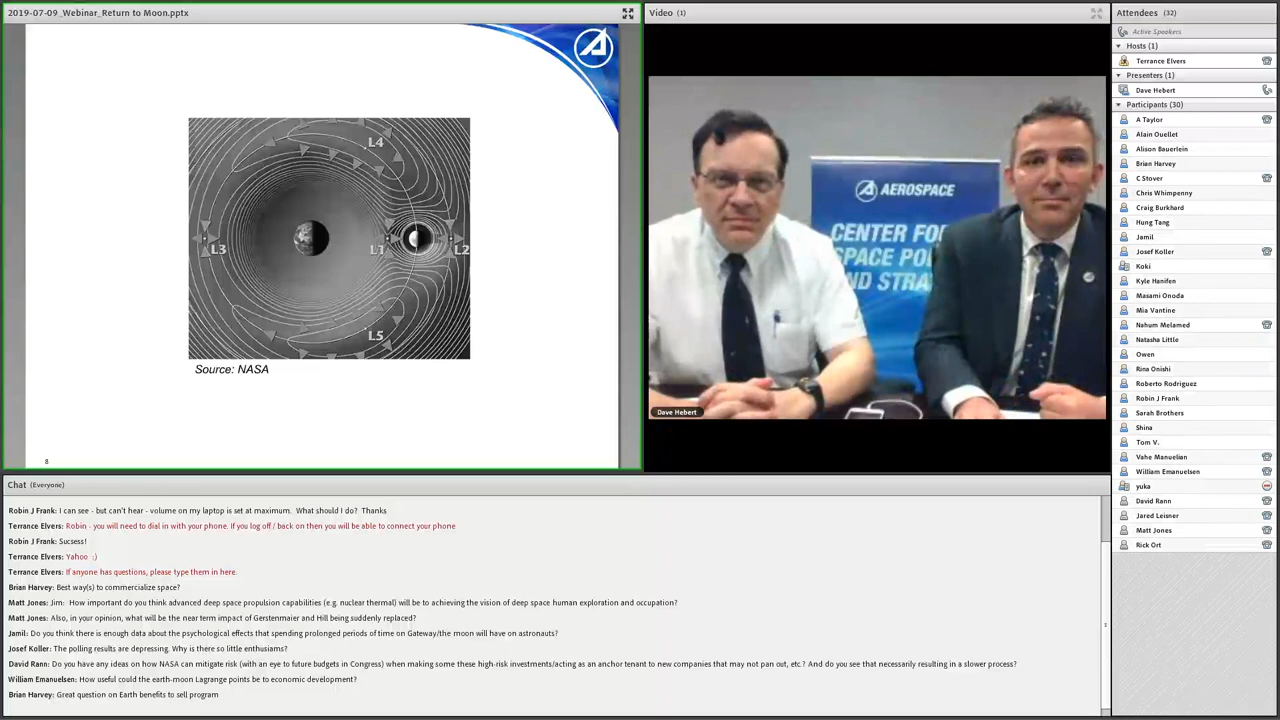 2019-07-09_Webinar_Return to Moon.pptx
L4
L3
L1
L2
L5
Source: NASA
8
Video (1)
AEROSPACE
CENTER FO
SPACE PO
ND STRA
Dave Hebert
Attendees (32)
Active Speakers
Hosts (1)
Terrance Elvers
Presenters (1)
Dave Hebert
Participants (30)
A Taylor
Alain Ouellet
Alison Bauerlein
Brian Harvey
C Stover
Chris Whimpenny
Craig Burkhard
Hung Tang
Jamil
Josef Koller
Koki
Kyle Hanifen
Masami Onoda
Mia Vantine
Nahum Melamed
Natasha Little
Owen
Rina Onishi
Roberto Rodriguez
Robin J Frank
Sarah Brothers
Shina
Tom V.
Vahe Manuelian
William Emanuelsen
yuka
David Rann
Jared Leisner
Matt Jones
Rick Ort
Chat (Everyone)
Robin J Frank: I can see - but can't hear - volume on my laptop is set at maximum. What should I do? Thanks
Terrance Elvers: Robin - you will need to dial in with your phone. If you log off / back on then you will be able to connect your phone
Robin J Frank: Sucsess!
Terrance Elvers: Yahoo :)
Terrance Elvers: If anyone has questions, please type them in here.
Brian Harvey: Best way(s) to commercialize space?
Matt Jones: Jim: How important do you think advanced deep space propulsion capabilities (e.g. nuclear thermal) will be to achieving the vision of deep space human exploration and occupation?
Matt Jones: Also, in your opinion, what will be the near term impact of Gerstenmaier and Hill being suddenly replaced?
Jamil: Do you think there is enough data about the psychological effects that spending prolonged periods of time on Gateway/the moon will have on astronauts?
Josef Koller: The polling results are depressing. Why is there so little enthusiams?
David Rann: Do you have any ideas on how NASA can mitigate risk (with an eye to future budgets in Congress) when making some these high-risk investments/acting as an anchor tenant to new companies that may not pan out, etc.? And do you see that necessarily resulting in a slower process?
William Emanuelsen: How useful could the earth-moon Lagrange points be to economic development?
Brian Harvey: Great question on Earth benefits to sell program